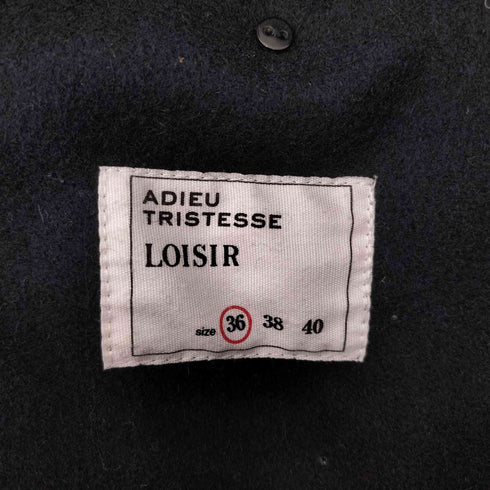 ADIEU
TRISTESSE
LOISIR
size 36 38 40